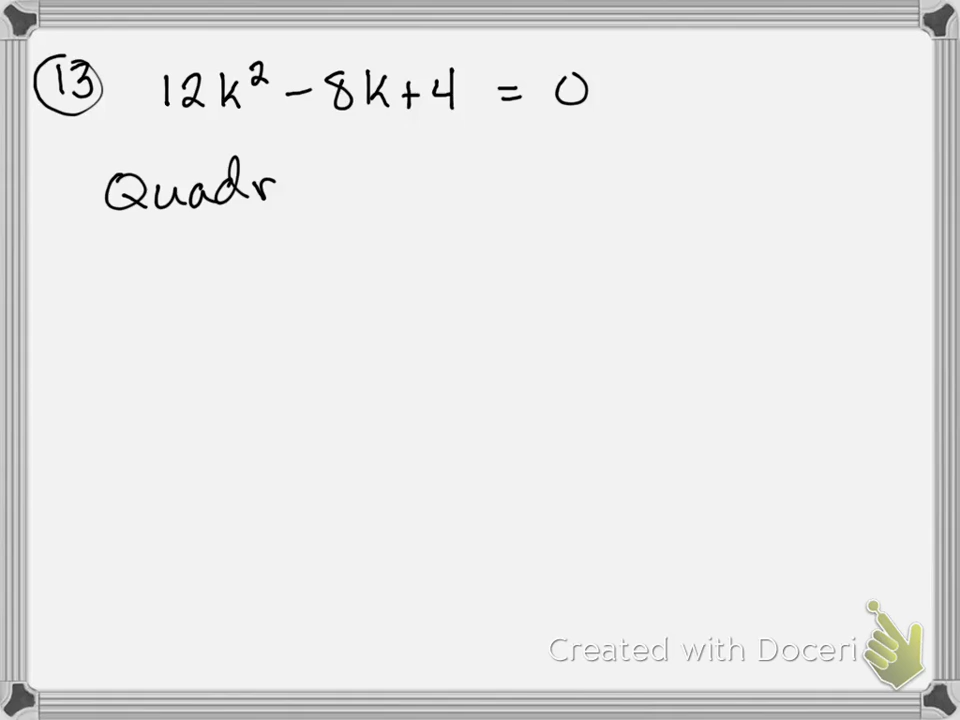 13 12k² - 8k + 4 = 0
Quadr
Created with Doceri